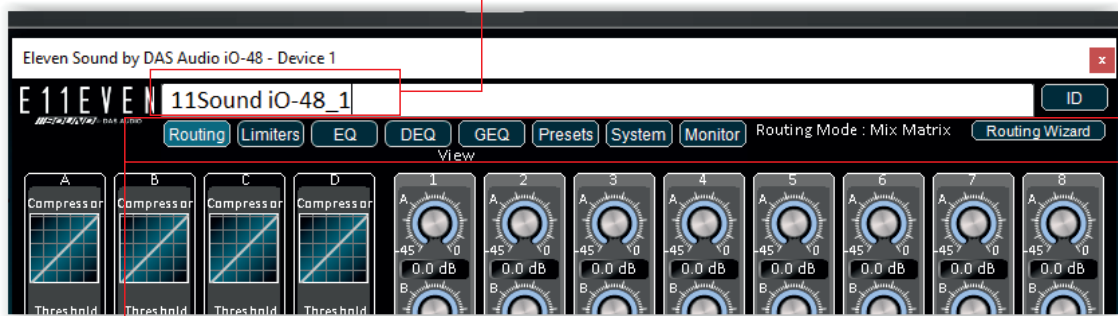 Eleven Sound by DAS Audio iO-48 - Device 1
x
E11EVEN
11Sound iO-48_1
ID
//SOUND/ DAS AUDIO
Routing Limiters EQ DEQ GEQ Presets System Monitor Routing Mode : Mix Matrix Routing Wizard
View
A B C D 1 2 3 4 5 6 7 8
Compressor Compressor Compressor Compressor A A A A A A A A
-45 0 -45 0 -45 0 -45 0 -45 0 -45 0 -45 0 -45 0
0.0 dB 0.0 dB 0.0 dB 0.0 dB 0.0 dB 0.0 dB 0.0 dB 0.0 dB
B B B B B B B B
Threshold Threshold Threshold Threshold